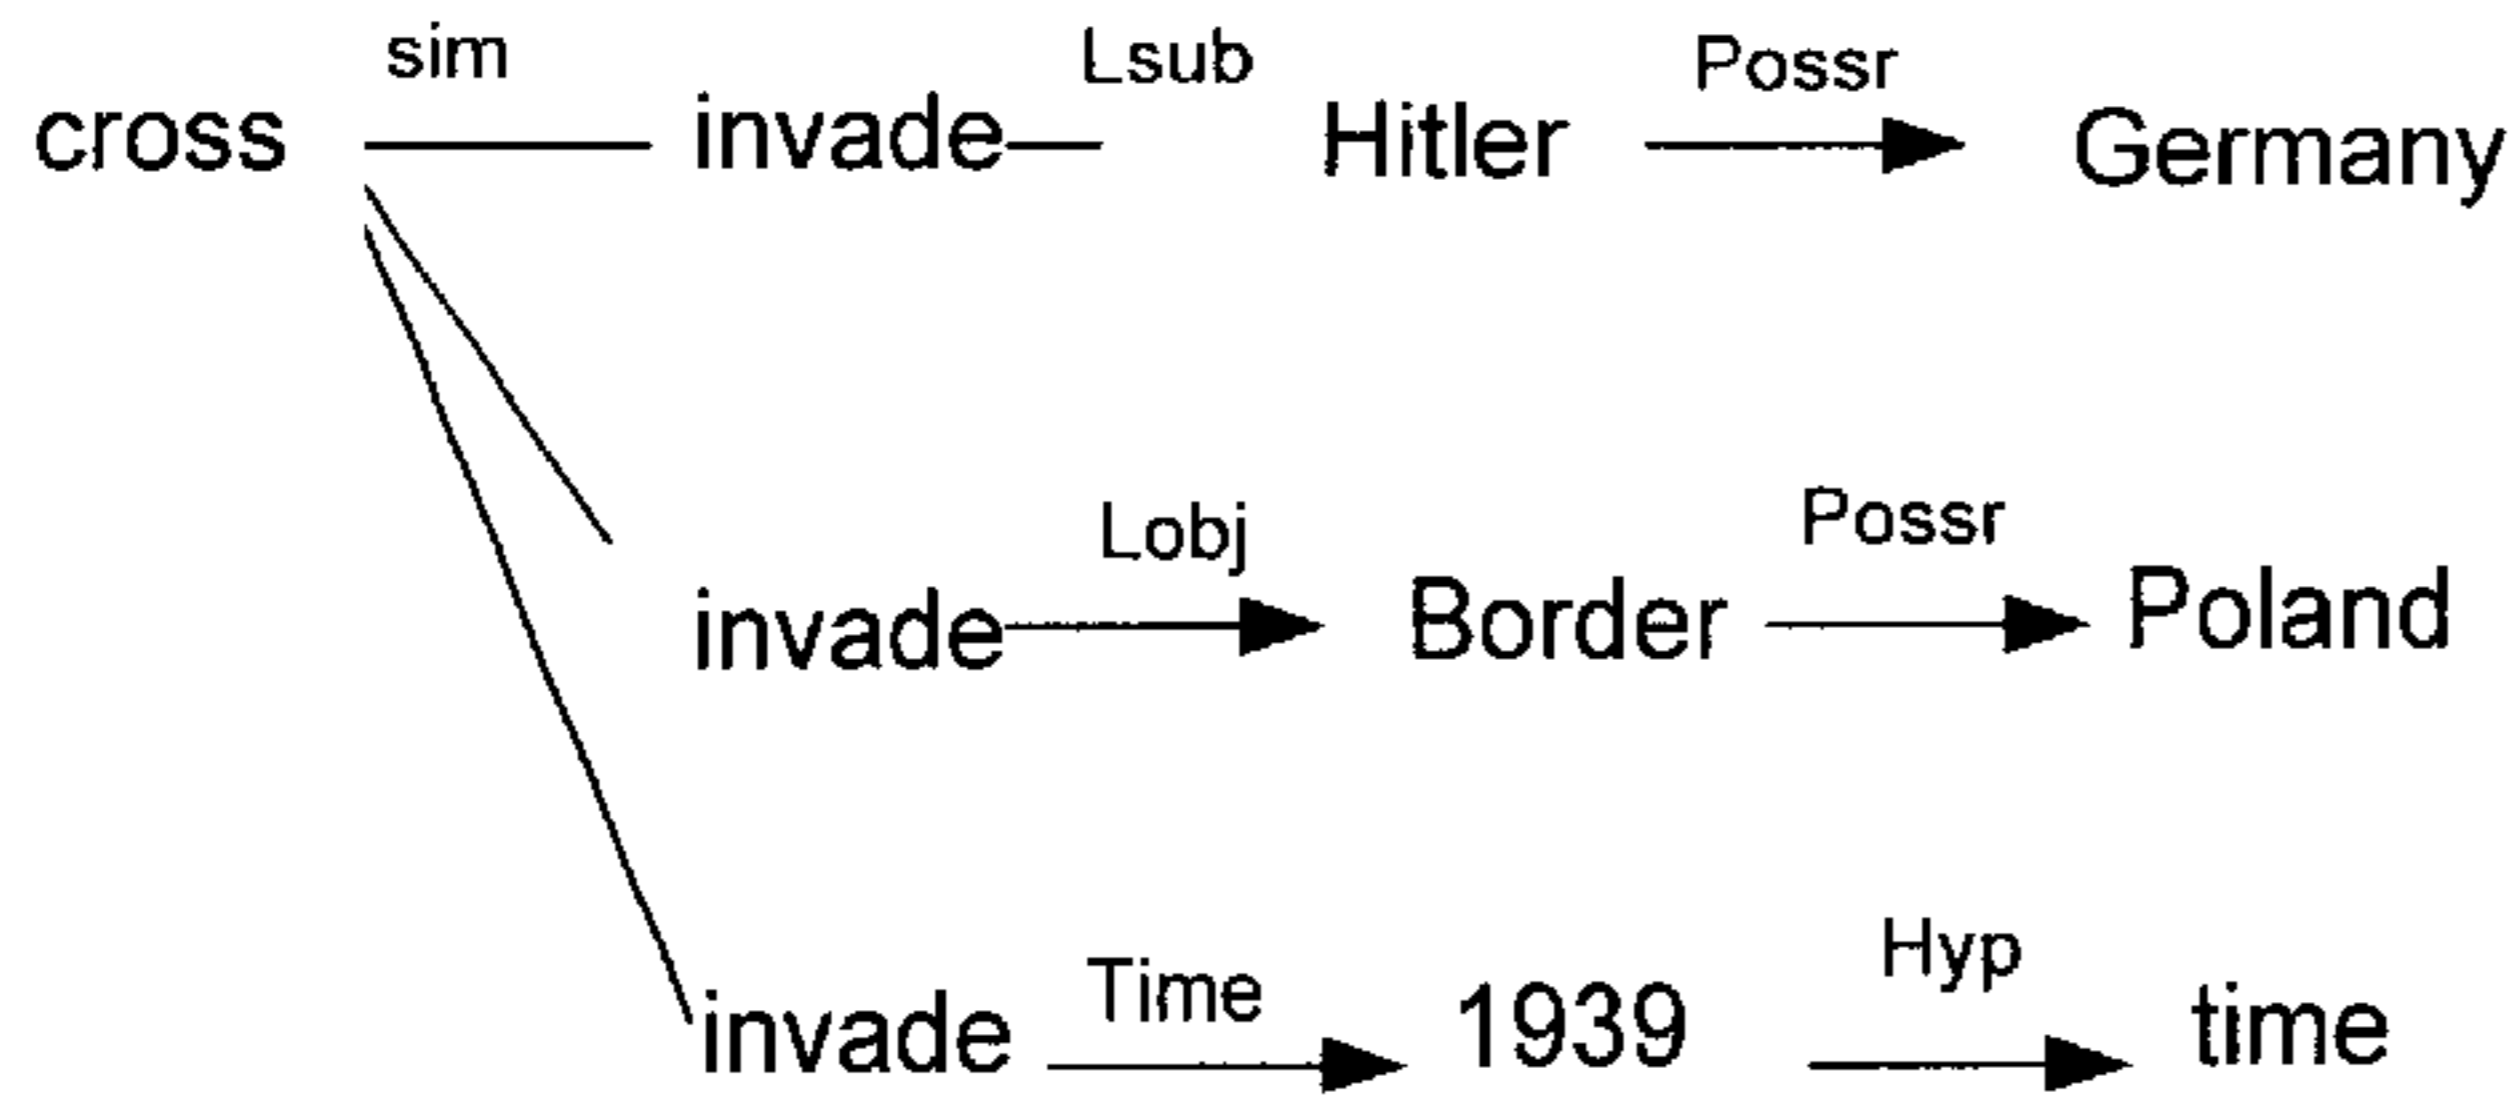 sim Lsub Possr
cross invade Hitler Germany
Lobj Possr
invade Border Poland
Time Hyp
invade 1939 time